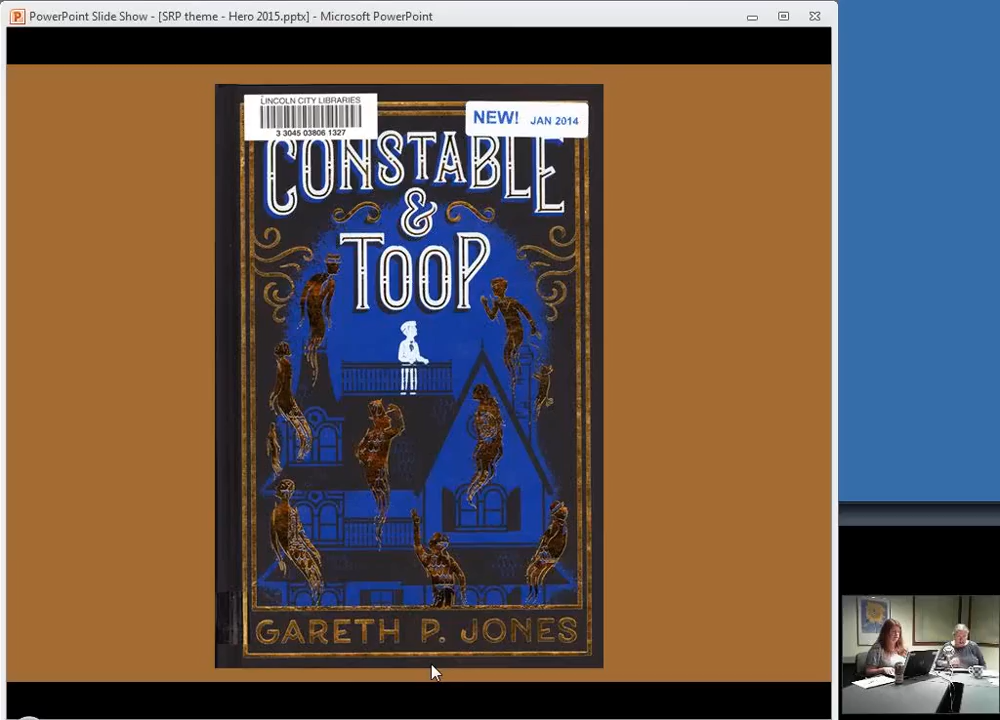 PowerPoint Slide Show - [SRP theme - Hero 2015.pptx] - Microsoft PowerPoint
LINCOLN CITY LIBRARIES
3 3045 03806 1327
NEW! JAN 2014
CONSTABLE
&
TOOP
GARETH P. JONES